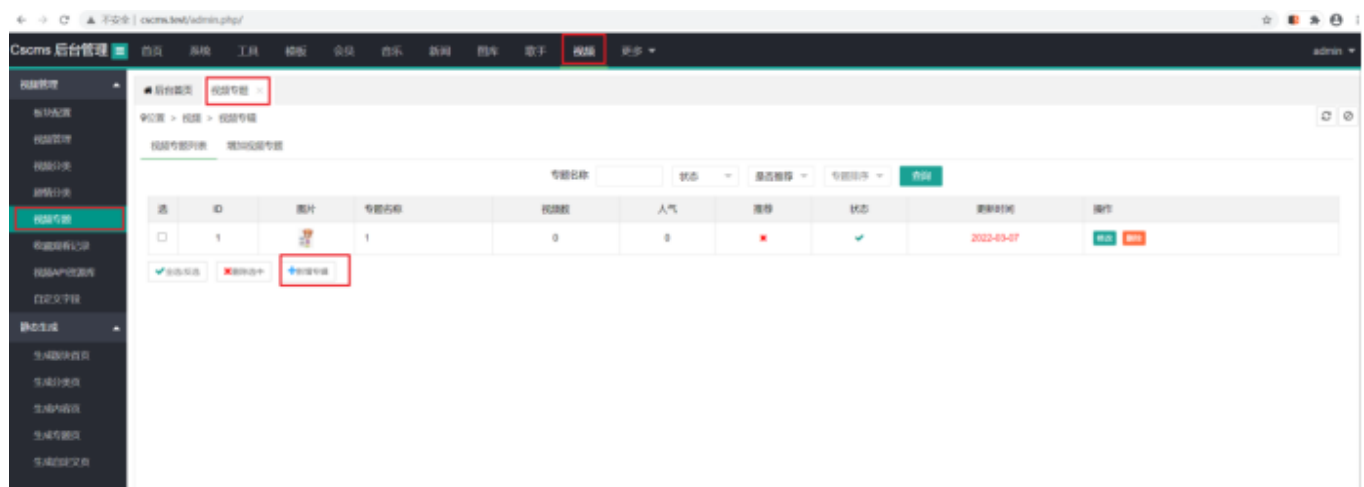 不安全 | cscms.test/admin.php/
Cscms 后台管理 首页 系统 工具 模板 会员 音乐 新闻 图库 歌手 视频 更多 admin
视频管理
后台首页 视频专题 ×
板块配置
位置 > 视频 > 视频专辑
视频管理
视频专题列表 增加视频专题
视频分类
专题名称 状态 是否推荐 专题排序 查询
剧情分类
选 ID 图片 专题名称 视频数 人气 推荐 状态 更新时间 操作
视频专题
1 1 0 0 2022-03-07 修改 删除
收藏观看记录
全选/反选 删除选中 新增专辑
视频API资源库
自定义字段
静态生成
生成版块首页
生成分类页
生成内容页
生成专题页
生成自定义页